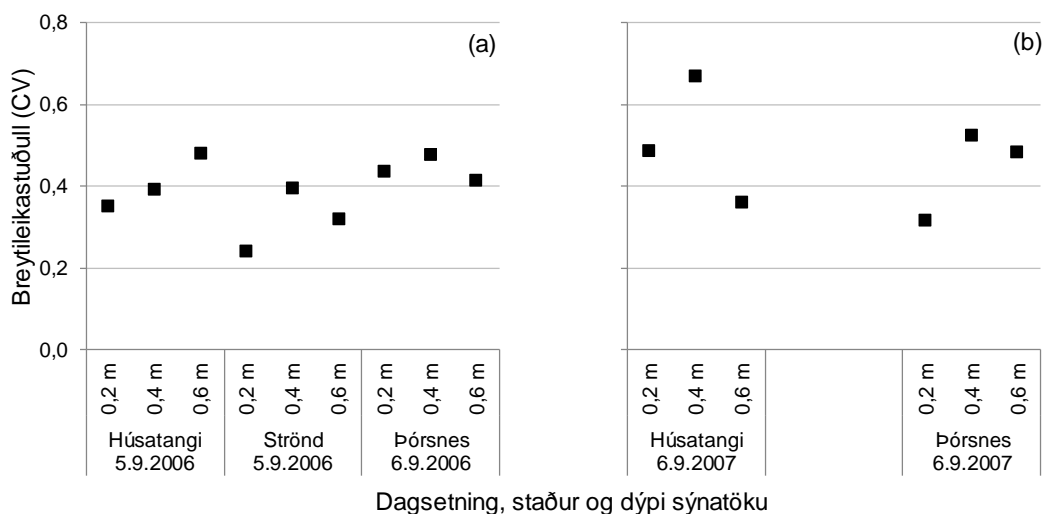 (a)
(b)
Breytileikastuðull (CV)
0,8
0,6
0,4
0,2
0,0
0,2 m 0,4 m 0,6 m 0,2 m 0,4 m 0,6 m 0,2 m 0,4 m 0,6 m
Húsatangi Strönd Þórsnes
5.9.2006 5.9.2006 6.9.2006
0,2 m 0,4 m 0,6 m 0,2 m 0,4 m 0,6 m
Húsatangi Þórsnes
6.9.2007 6.9.2007
Dagsetning, staður og dýpi sýnatöku